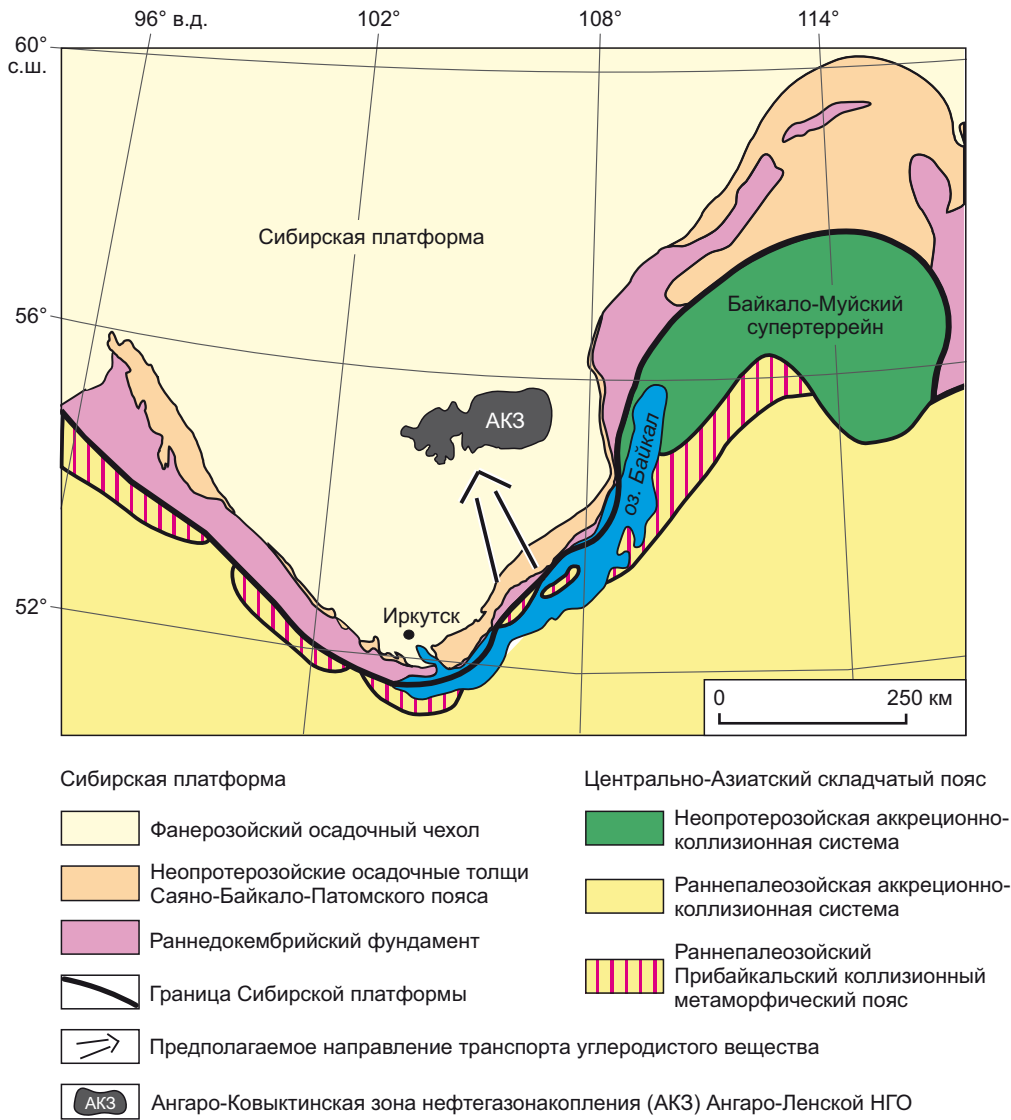 96° в.д.
102°
108°
114°
60°
с.ш.
Сибирская платформа
Байкало-Муйский
супертеррейн
56°
АКЗ
оз. Байкал
52°
Иркутск
0
250 км
Сибирская платформа
Фанерозойский осадочный чехол
Неопротерозойские осадочные толщи
Саяно-Байкало-Патомского пояса
Раннедокембрийский фундамент
Граница Сибирской платформы
Предполагаемое направление транспорта углеродистого вещества
АКЗ
Ангаро-Ковыктинская зона нефтегазонакопления (АКЗ) Ангаро-Ленской НГО
Центрально-Азиатский складчатый пояс
Неопротерозойская аккреционно-
коллизионная система
Раннепалеозойская аккреционно-
коллизионная система
Раннепалеозойский
Прибайкальский коллизионный
метаморфический пояс